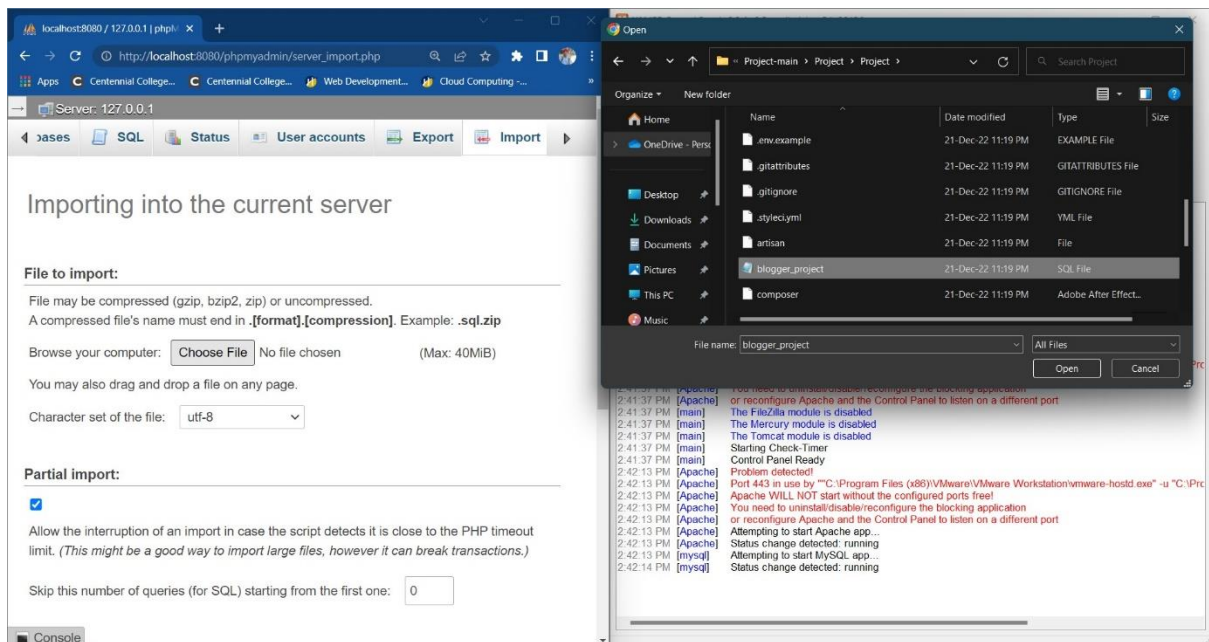 localhost:8080 / 127.0.0.1 | phpM
http://localhost:8080/phpmyadmin/server_import.php
Apps Centennial College... Centennial College... Web Development... Cloud Computing -... »
Server: 127.0.0.1
bases SQL Status User accounts Export Import
Importing into the current server
File to import:
File may be compressed (gzip, bzip2, zip) or uncompressed.
A compressed file's name must end in .[format].[compression]. Example: .sql.zip
Browse your computer: Choose File No file chosen (Max: 40MiB)
You may also drag and drop a file on any page.
Character set of the file: utf-8
Partial import:
Allow the interruption of an import in case the script detects it is close to the PHP timeout
limit. (This might be a good way to import large files, however it can break transactions.)
Skip this number of queries (for SQL) starting from the first one: 0
Console
Open
« Project-main › Project › Project › Search Project
Organize New folder
Home
OneDrive - Perso
Desktop
Downloads
Documents
Pictures
This PC
Music
Name Date modified Type Size
.env.example 21-Dec-22 11:19 PM EXAMPLE File
.gitattributes 21-Dec-22 11:19 PM GITATTRIBUTES File
.gitignore 21-Dec-22 11:19 PM GITIGNORE File
.styleci.yml 21-Dec-22 11:19 PM YML File
artisan 21-Dec-22 11:19 PM File
blogger_project 21-Dec-22 11:19 PM SQL File
composer 21-Dec-22 11:19 PM Adobe After Effect...
File name: blogger_project All Files
Open Cancel
2:41:37 PM [Apache] You need to uninstall/disable/reconfigure the blocking application
2:41:37 PM [Apache] or reconfigure Apache and the Control Panel to listen on a different port
2:41:37 PM [main] The FileZilla module is disabled
2:41:37 PM [main] The Mercury module is disabled
2:41:37 PM [main] The Tomcat module is disabled
2:41:37 PM [main] Starting Check-Timer
2:41:37 PM [main] Control Panel Ready
2:42:13 PM [Apache] Problem detected!
2:42:13 PM [Apache] Port 443 in use by ""C:\Program Files (x86)\VMware\VMware Workstation\vmware-hostd.exe" -u "C:\Prc
2:42:13 PM [Apache] Apache WILL NOT start without the configured ports free!
2:42:13 PM [Apache] You need to uninstall/disable/reconfigure the blocking application
2:42:13 PM [Apache] or reconfigure Apache and the Control Panel to listen on a different port
2:42:13 PM [Apache] Attempting to start Apache app...
2:42:13 PM [Apache] Status change detected: running
2:42:13 PM [mysql] Attempting to start MySQL app...
2:42:14 PM [mysql] Status change detected: running